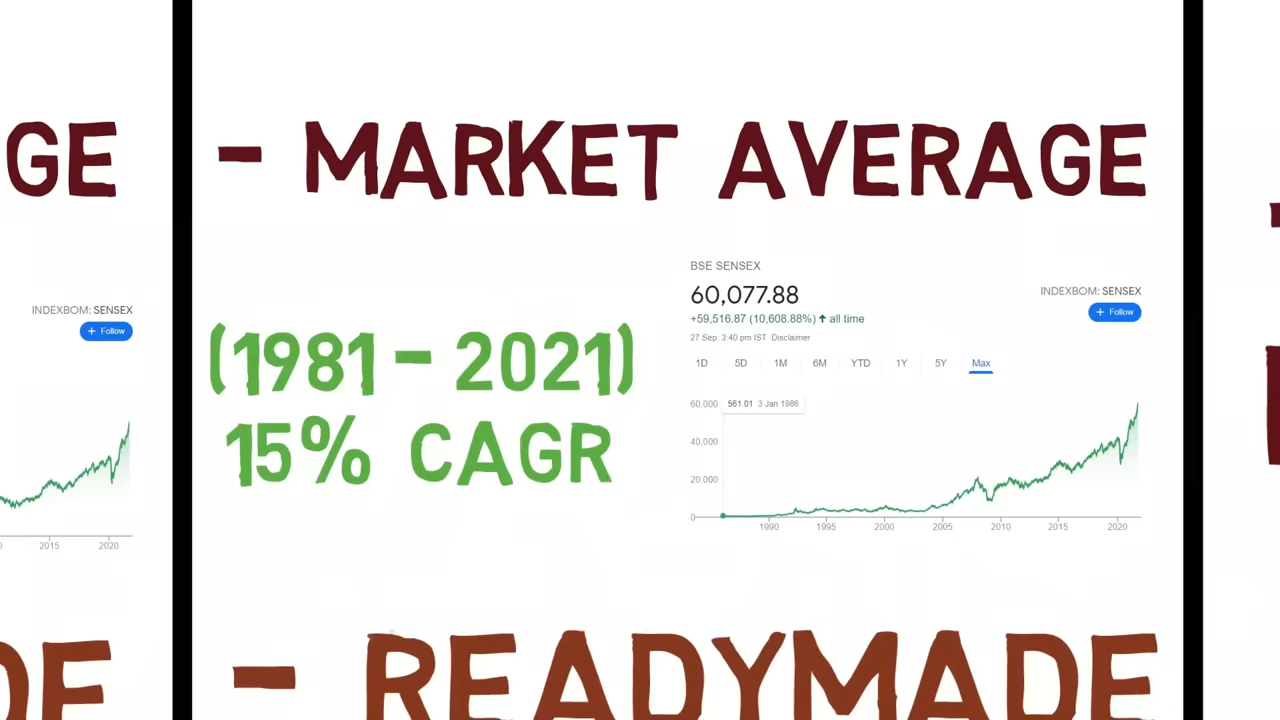 GE
INDEXBOM: SENSEX
+ Follow
2015 2020
DE
- MARKET AVERAGE
(1981 - 2021)
15% CAGR
BSE SENSEX
60,077.88
+59,516.87 (10,608.88%) ↑ all time
27 Sep, 3:40 pm IST Disclaimer
INDEXBOM: SENSEX
+ Follow
1D 5D 1M 6M YTD 1Y 5Y Max
60,000
561.01 3 Jan 1986
40,000
20,000
0
1990 1995 2000 2005 2010 2015 2020
- READYMADE